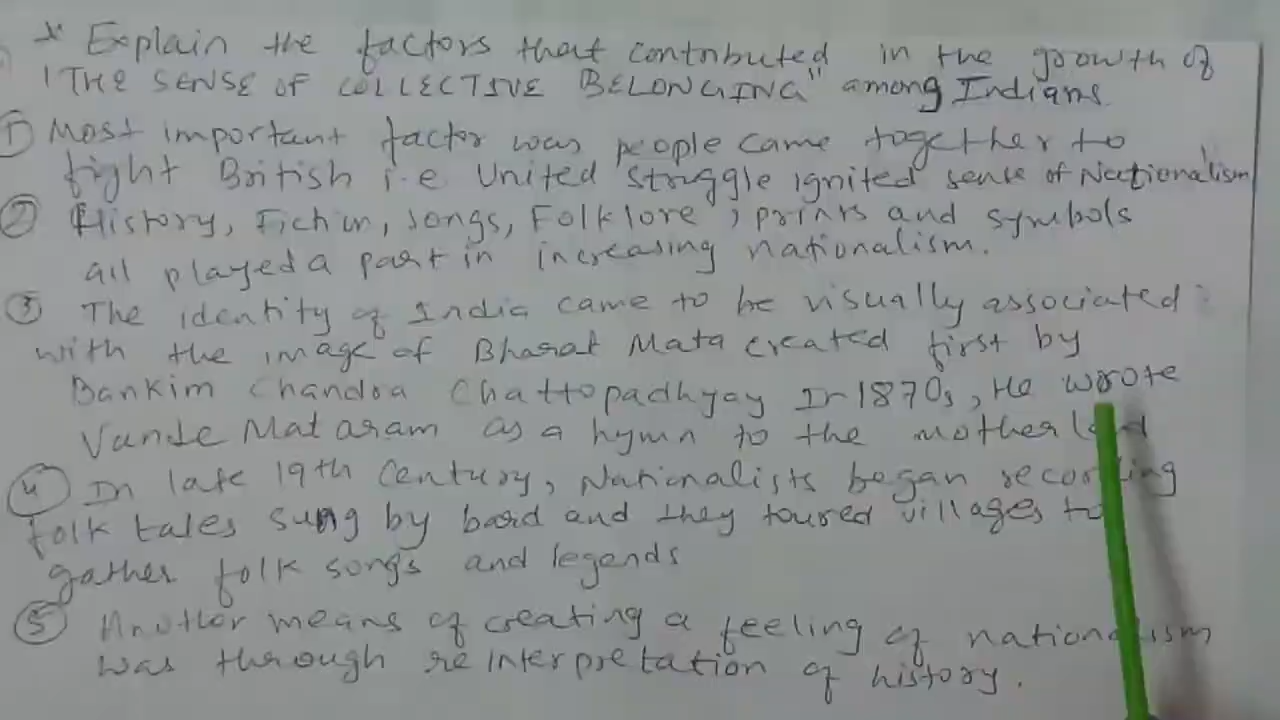 * Explain the factors that contributed in the growth of
"THE SENSE OF COLLECTIVE BELONGING" among Indians.
① Most important factor was people came together to
fight British i.e United struggle ignited sense of Nationalism
② History, Fiction, songs, Folklore, prints and symbols
all played a part in increasing nationalism.
③ The identity of India came to be visually associated
with the image of Bharat Mata created first by
Bankim Chandra Chattopadhyay In 1870s, He wrote
Vande Mataram as a hymn to the
④ In late 19th Century, Nationalists began recording
folk tales sung by bard and they toured villages to
gather folk songs and legends
⑤ Another means of creating a feeling of nationalism
was through reinterpretation of history.